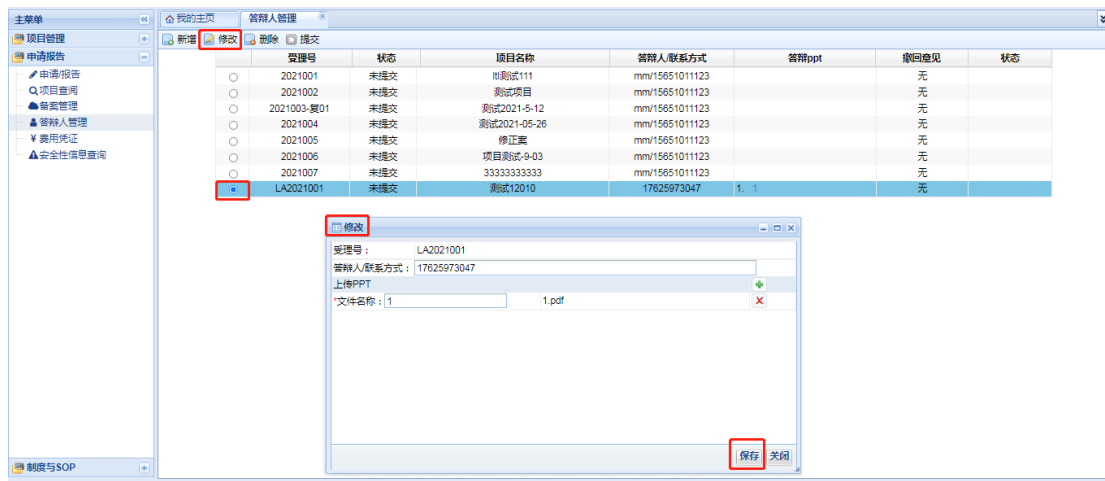 主菜单
我的主页 答辩人管理
项目管理
新增 修改 删除 提交
申请报告
申请/报告
项目查阅
备案管理
答辩人管理
¥ 费用凭证
安全性信息查询
受理号 状态 项目名称 答辩人/联系方式 答辩ppt 撤回意见 状态
2021001 未提交 ltl测试111 mm/15651011123 无
2021002 未提交 测试项目 mm/15651011123 无
2021003-复01 未提交 测试2021-5-12 mm/15651011123 无
2021004 未提交 测试2021-05-26 mm/15651011123 无
2021005 未提交 修正案 mm/15651011123 无
2021006 未提交 项目测试-9-03 mm/15651011123 无
2021007 未提交 33333333333 mm/15651011123 无
LA2021001 未提交 测试12010 17625973047 1. 1 无
修改
受理号： LA2021001
答辩人/联系方式： 17625973047
上传PPT
*文件名称： 1 1.pdf
保存 关闭
制度与SOP